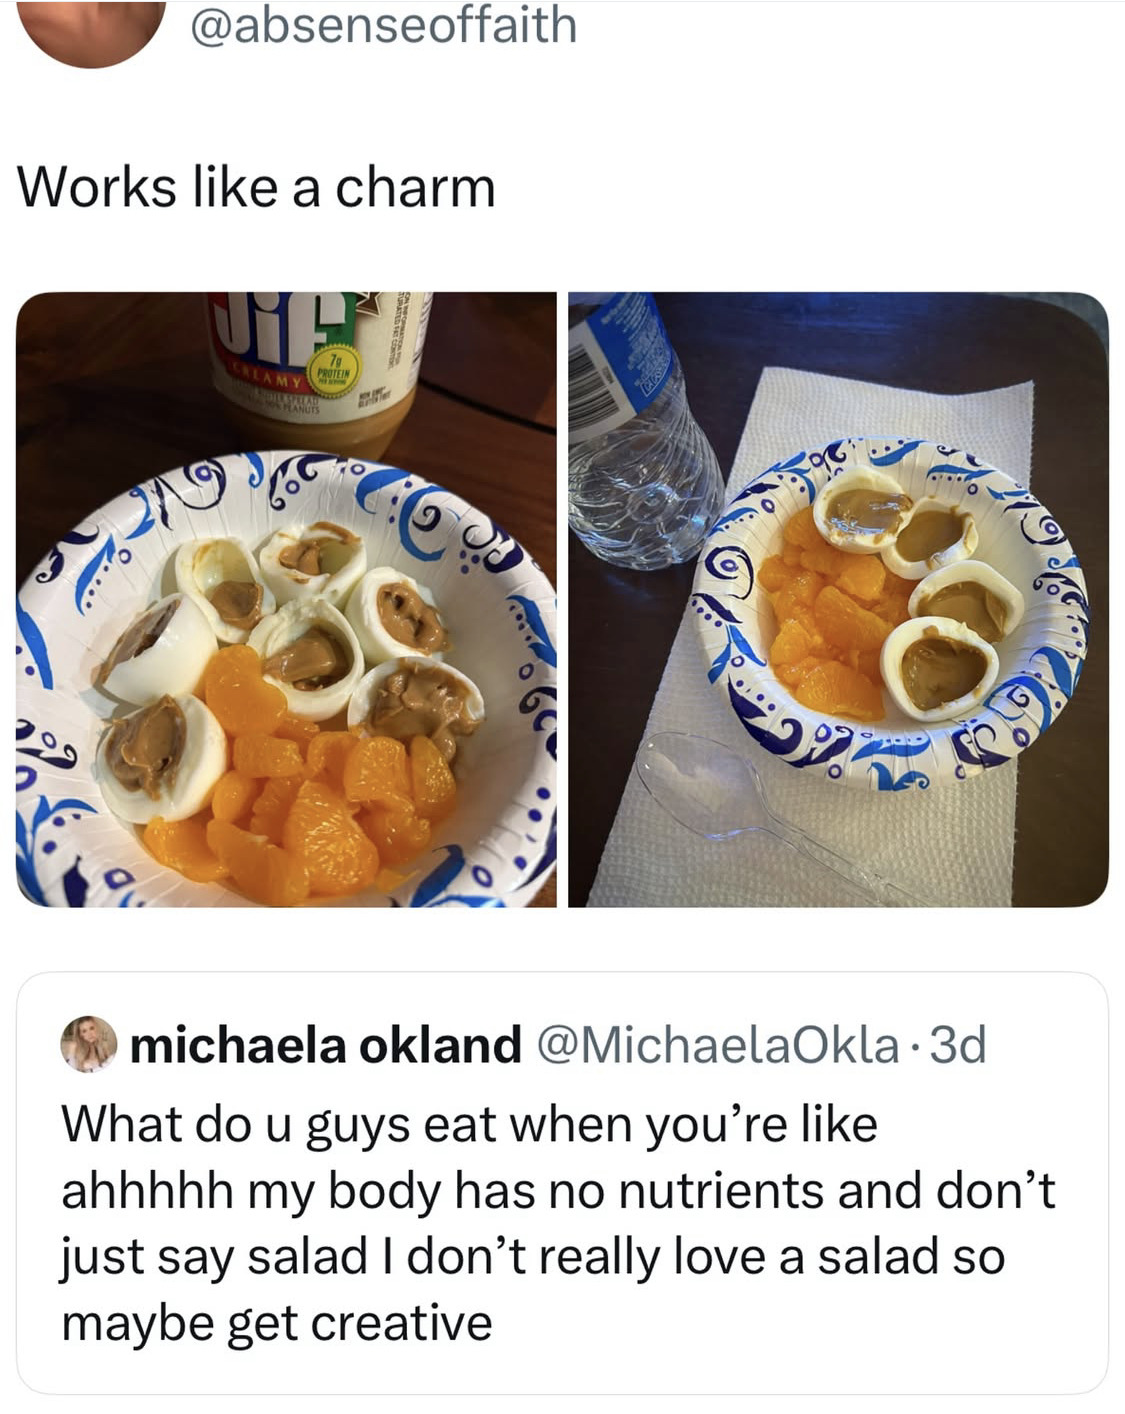 @absenseoffaith
Works like a charm
Jif
CREAMY
7g
PROTEIN
PER SERVING
michaela okland @MichaelaOkla · 3d
What do u guys eat when you’re like
ahhhhh my body has no nutrients and don’t
just say salad I don’t really love a salad so
maybe get creative